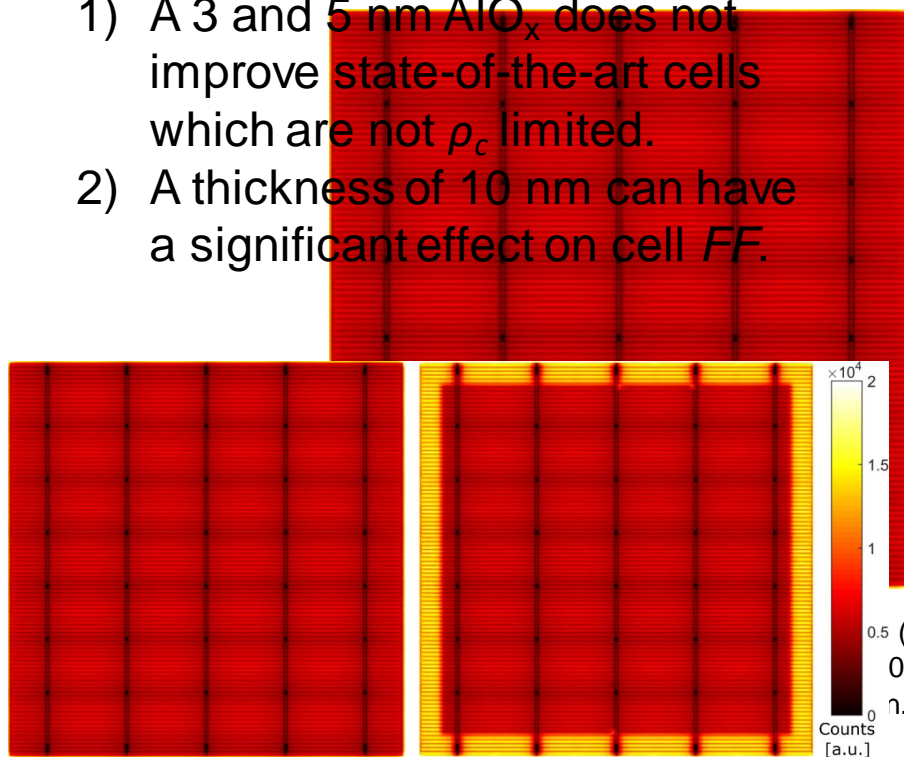 1) A 3 and 5 nm AlOₓ does not
improve state-of-the-art cells
which are not ρ_c limited.
2) A thickness of 10 nm can have
a significant effect on cell FF.
×10⁴
2
1.5
1
0.5 (
0
0
Counts
[a.u.]